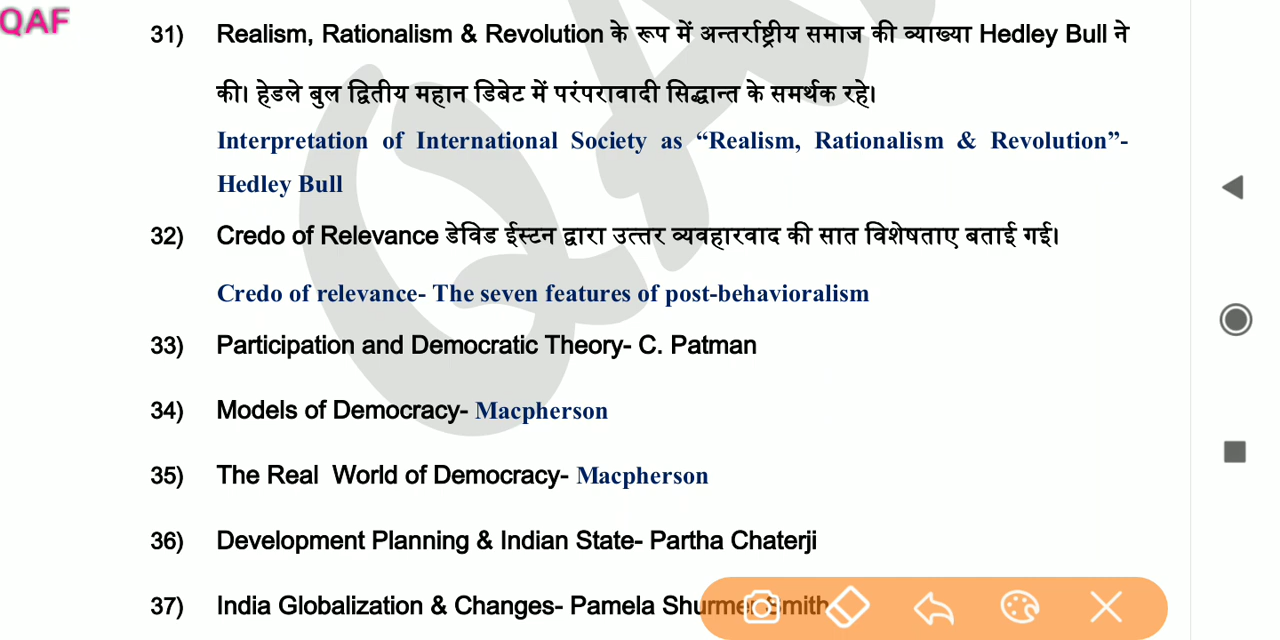 QAF
31) Realism, Rationalism & Revolution के रूप में अन्तर्राष्ट्रीय समाज की व्याख्या Hedley Bull ने
की। हेडले बुल द्वितीय महान डिबेट में परंपरावादी सिद्धान्त के समर्थक रहे।
Interpretation of International Society as “Realism, Rationalism & Revolution”-
Hedley Bull
32) Credo of Relevance डेविड ईस्टन द्वारा उत्तर व्यवहारवाद की सात विशेषताए बताई गई।
Credo of relevance- The seven features of post-behavioralism
33) Participation and Democratic Theory- C. Patman
34) Models of Democracy- Macpherson
35) The Real World of Democracy- Macpherson
36) Development Planning & Indian State- Partha Chaterji
37) India Globalization & Changes- Pamela Shurmer Smith